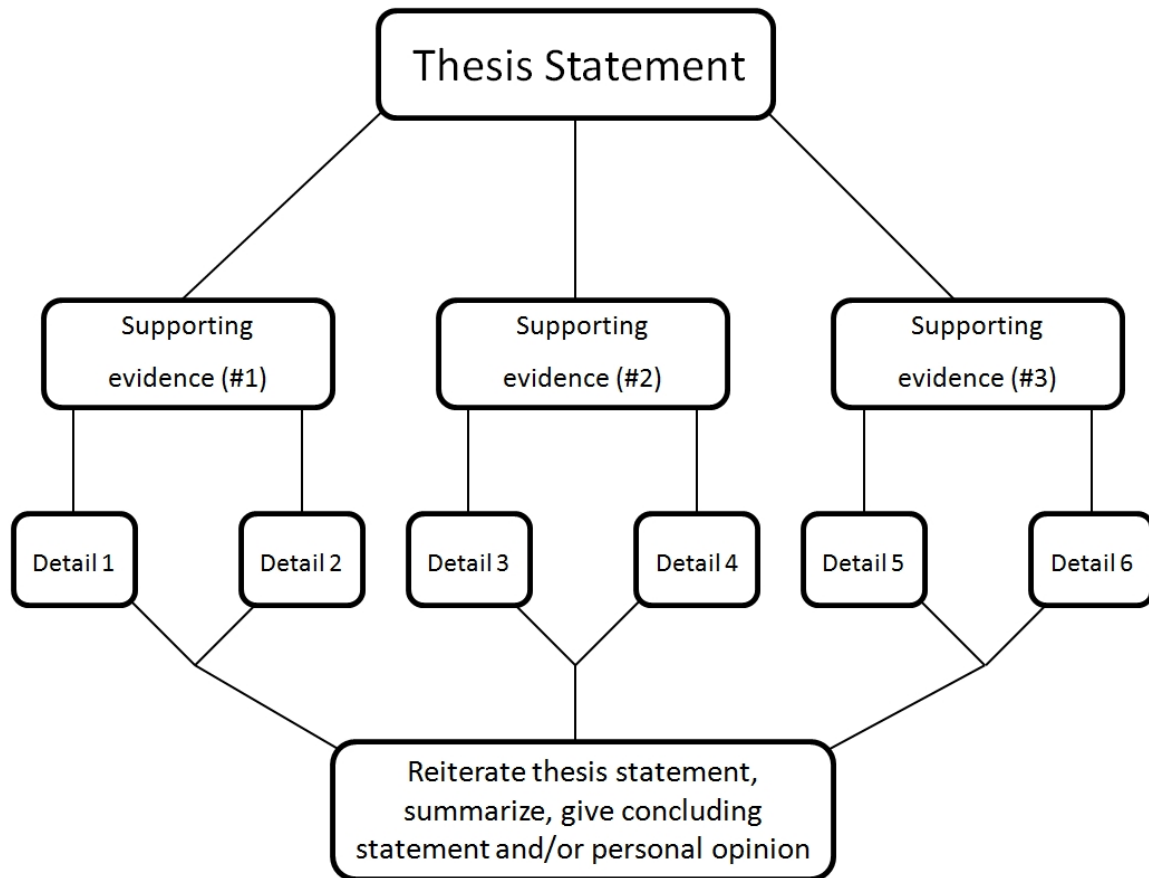 Thesis Statement
Supporting
evidence (#1)
Supporting
evidence (#2)
Supporting
evidence (#3)
Detail 1
Detail 2
Detail 3
Detail 4
Detail 5
Detail 6
Reiterate thesis statement,
summarize, give concluding
statement and/or personal opinion